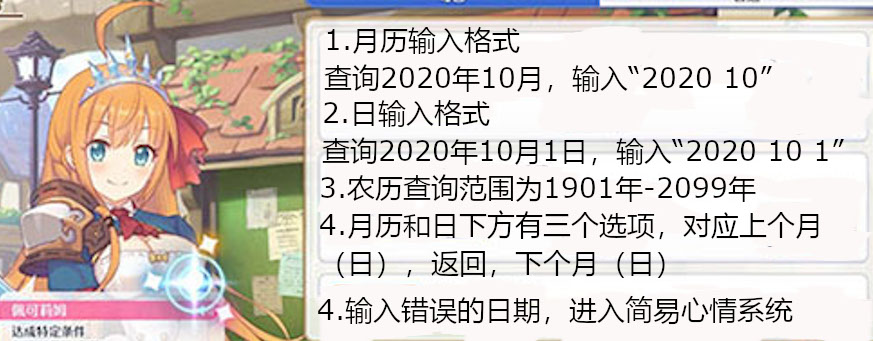 1.月历输入格式
查询2020年10月，输入“2020 10”
2.日输入格式
查询2020年10月1日，输入“2020 10 1”
3.农历查询范围为1901年-2099年
4.月历和日下方有三个选项，对应上个月
（日），返回，下个月（日）
4.输入错误的日期，进入简易心情系统
佩可莉姆
达成特定条件